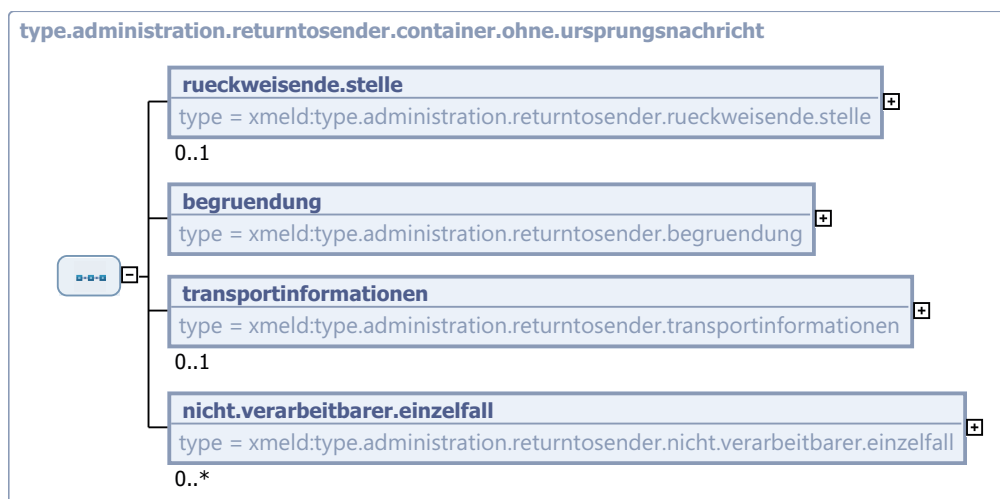 type.administration.returntosender.container.ohne.ursprungsnachricht
rueckweisende.stelle
type = xmeld:type.administration.returntosender.rueckweisende.stelle
0..1
begruendung
type = xmeld:type.administration.returntosender.begruendung
transportinformationen
type = xmeld:type.administration.returntosender.transportinformationen
0..1
nicht.verarbeitbarer.einzelfall
type = xmeld:type.administration.returntosender.nicht.verarbeitbarer.einzelfall
0..*